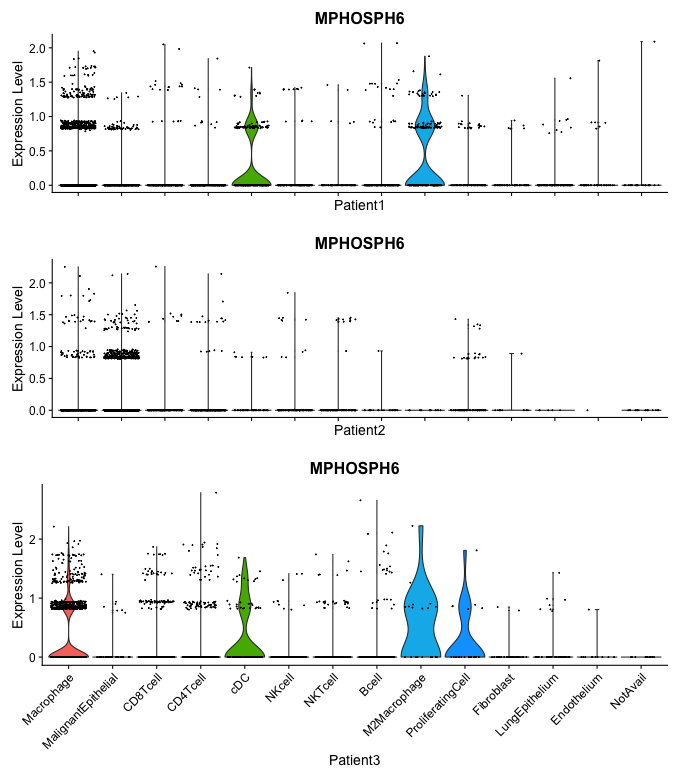 MPHOSPH6
Expression Level
2.0
1.5
1.0
0.5
0.0
Patient1
MPHOSPH6
Expression Level
2.0
1.5
1.0
0.5
0.0
Patient2
MPHOSPH6
Expression Level
2
1
0
Macrophage
MalignantEpithelial
CD8Tcell
CD4Tcell
cDC
NKcell
NKTcell
Bcell
M2Macrophage
ProliferatingCell
Fibroblast
LungEpithelium
Endothelium
NotAvail
Patient3